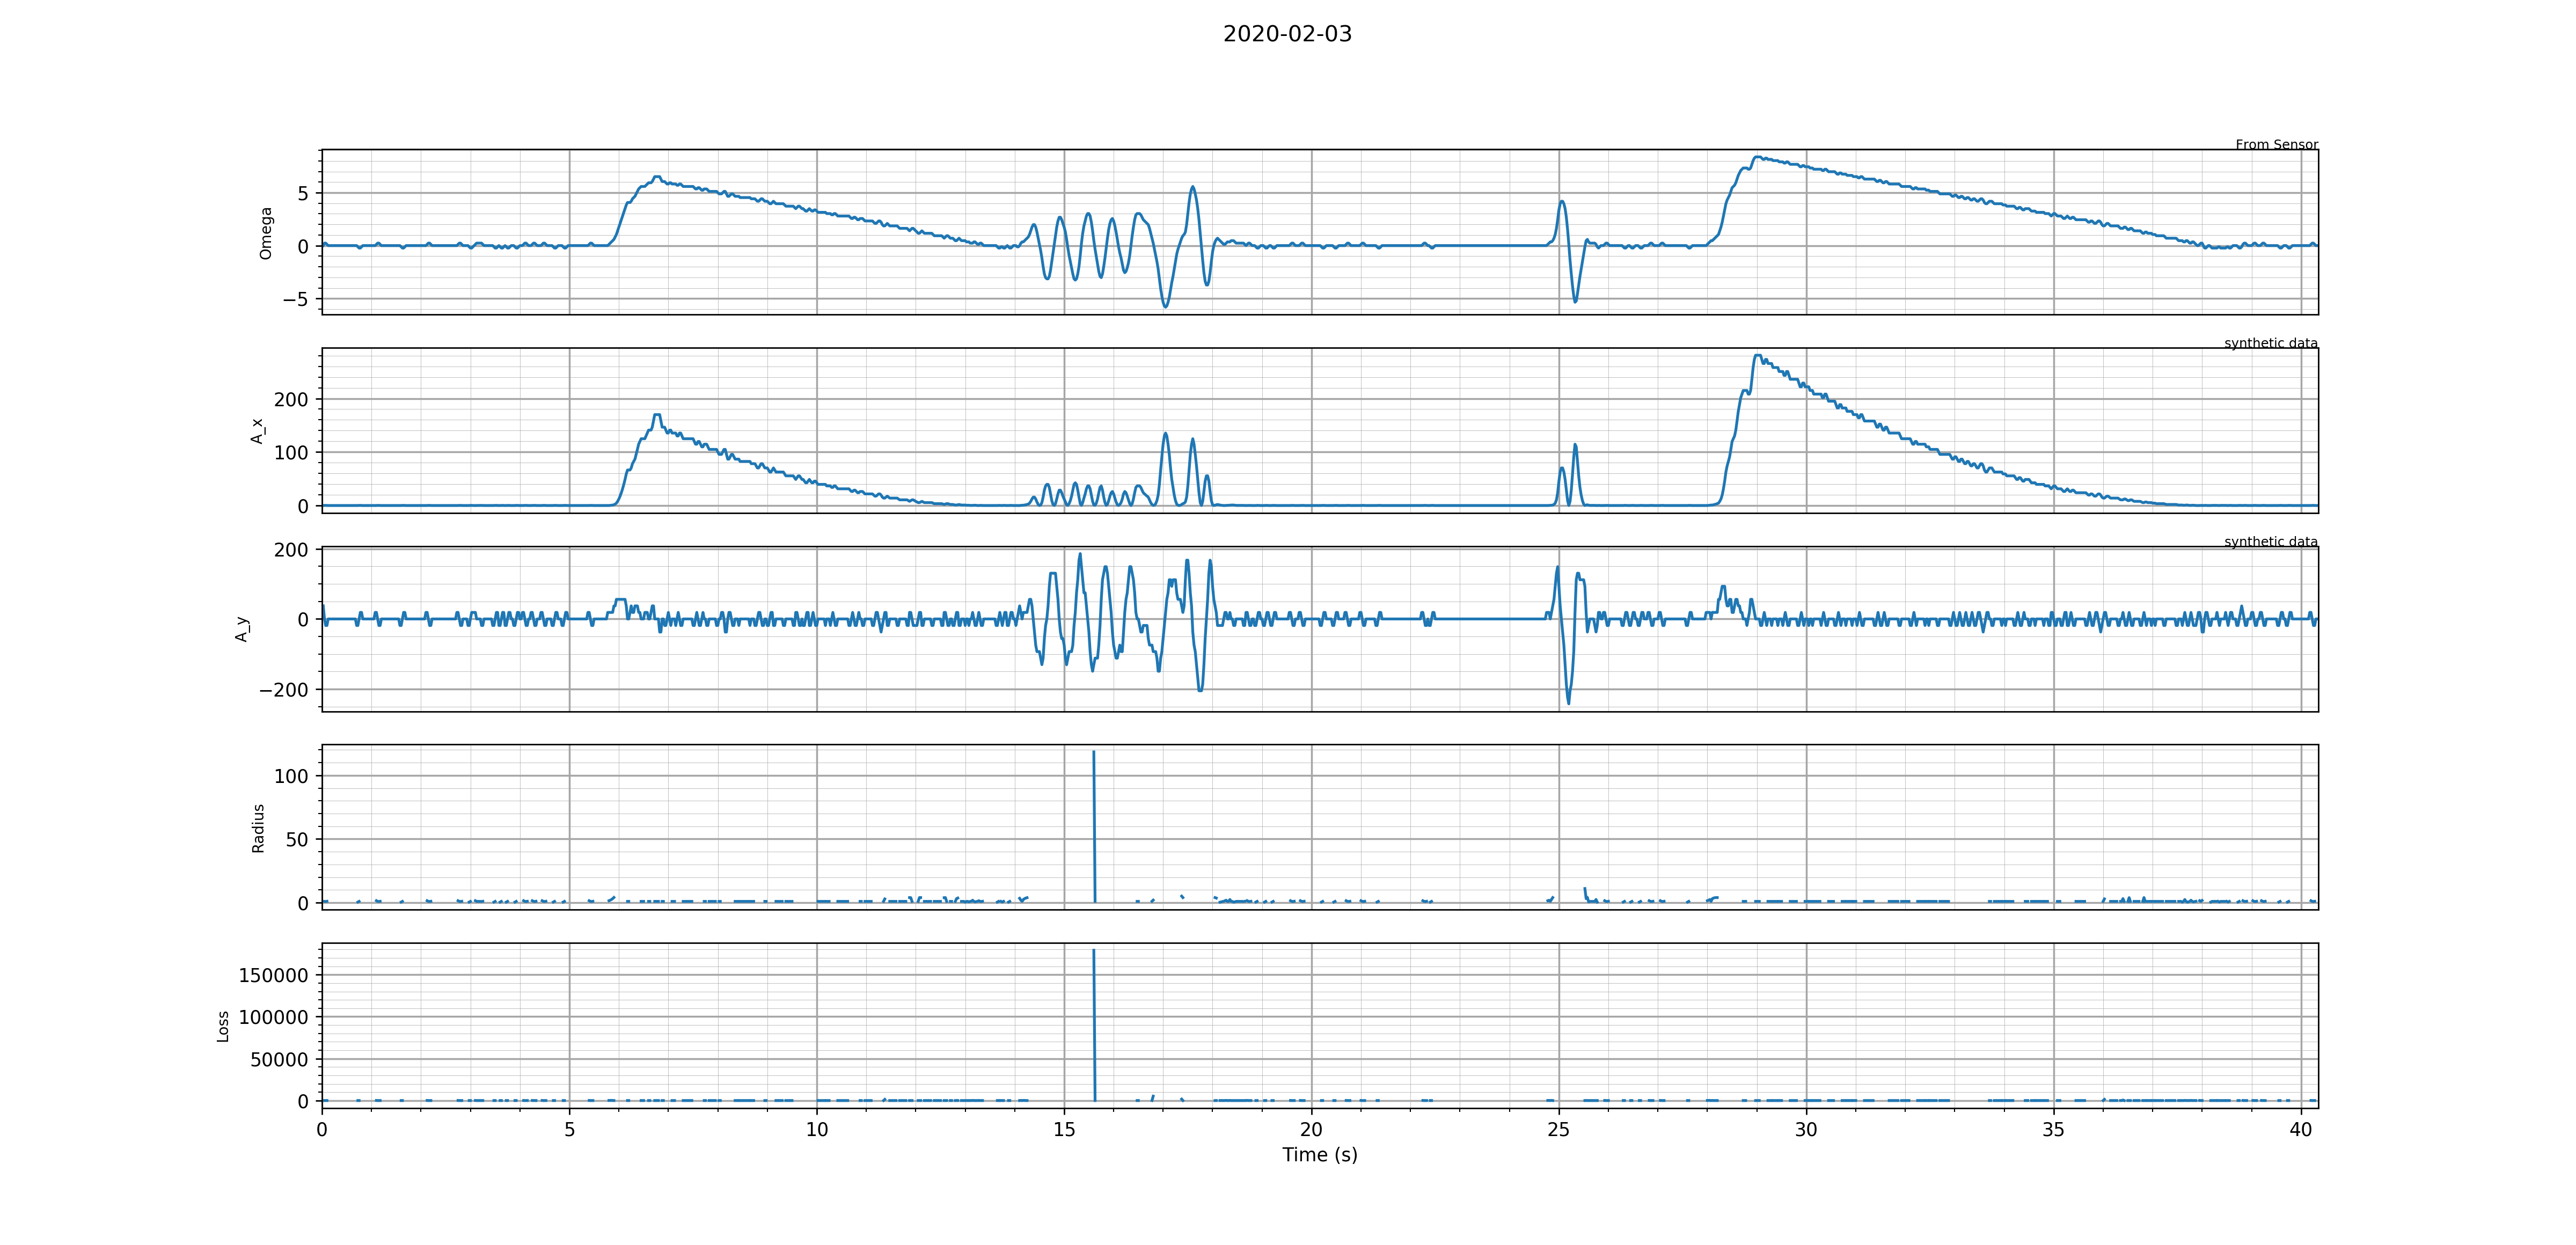 2020-02-03
From Sensor
Omega
5
0
−5
synthetic data
A_x
200
100
0
synthetic data
A_y
200
0
−200
Radius
100
50
0
Loss
150000
100000
50000
0
0 5 10 15 20 25 30 35 40
Time (s)